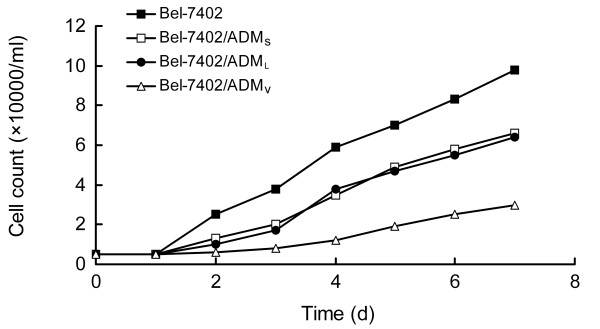 Bel-7402
Bel-7402/ADMS
Bel-7402/ADML
Bel-7402/ADMV
Cell count (×10000/ml)
12
10
8
6
4
2
0
0 2 4 6 8
Time (d)